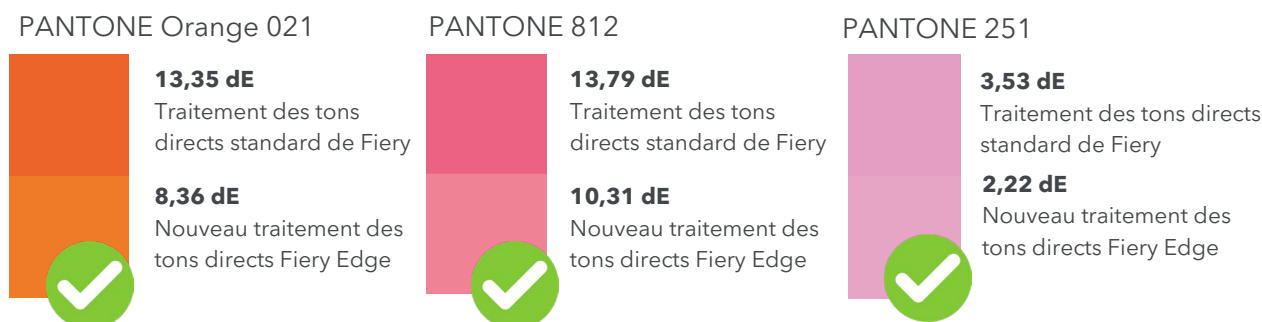 PANTONE Orange 021
13,35 dE
Traitement des tons
directs standard de Fiery
8,36 dE
Nouveau traitement des
tons directs Fiery Edge
PANTONE 812
13,79 dE
Traitement des tons
directs standard de Fiery
10,31 dE
Nouveau traitement des
tons directs Fiery Edge
PANTONE 251
3,53 dE
Traitement des tons directs
standard de Fiery
2,22 dE
Nouveau traitement des
tons directs Fiery Edge